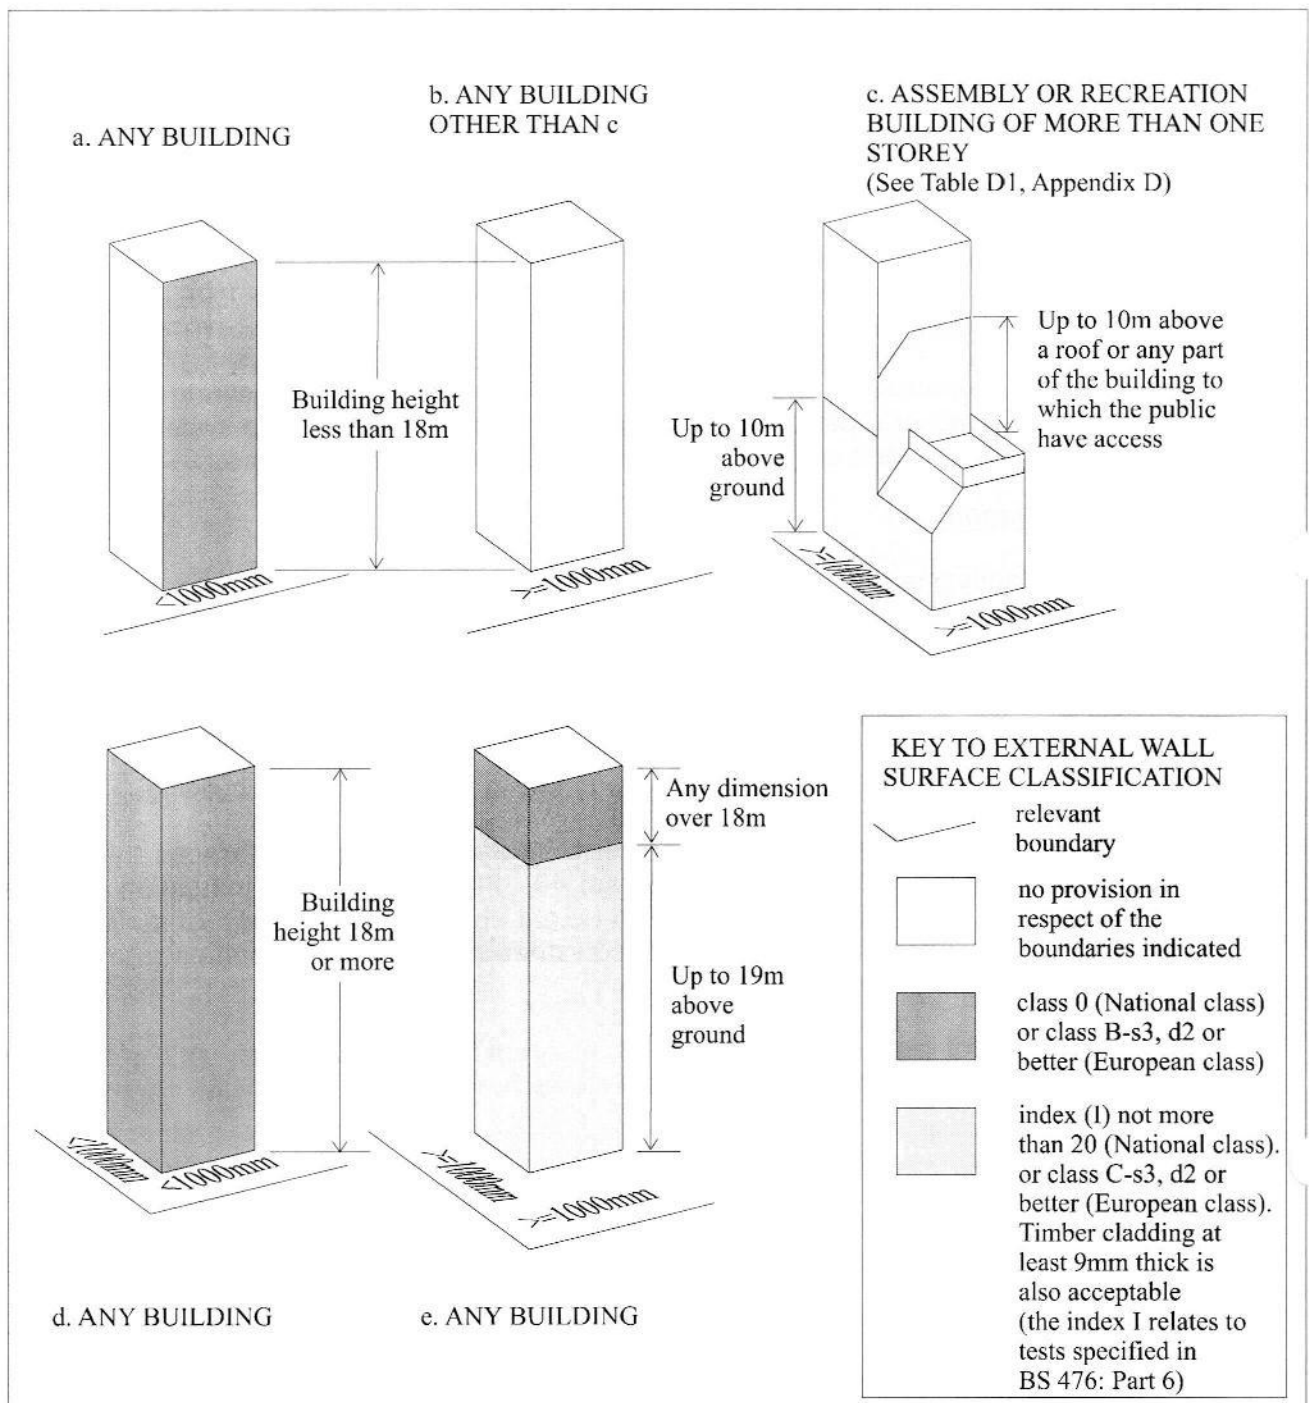 a. ANY BUILDING
b. ANY BUILDING
OTHER THAN c
c. ASSEMBLY OR RECREATION
BUILDING OF MORE THAN ONE
STOREY
(See Table D1, Appendix D)
Building height
less than 18m
<1000mm
>=1000mm
Up to 10m
above
ground
Up to 10m above
a roof or any part
of the building to
which the public
have access
>=1000mm
>=1000mm
Building
height 18m
or more
<1000mm
<1000mm
d. ANY BUILDING
Any dimension
over 18m
Up to 19m
above
ground
>=1000mm
>=1000mm
e. ANY BUILDING
KEY TO EXTERNAL WALL
SURFACE CLASSIFICATION
relevant
boundary
no provision in
respect of the
boundaries indicated
class 0 (National class)
or class B-s3, d2 or
better (European class)
index (l) not more
than 20 (National class).
or class C-s3, d2 or
better (European class).
Timber cladding at
least 9mm thick is
also acceptable
(the index I relates to
tests specified in
BS 476: Part 6)